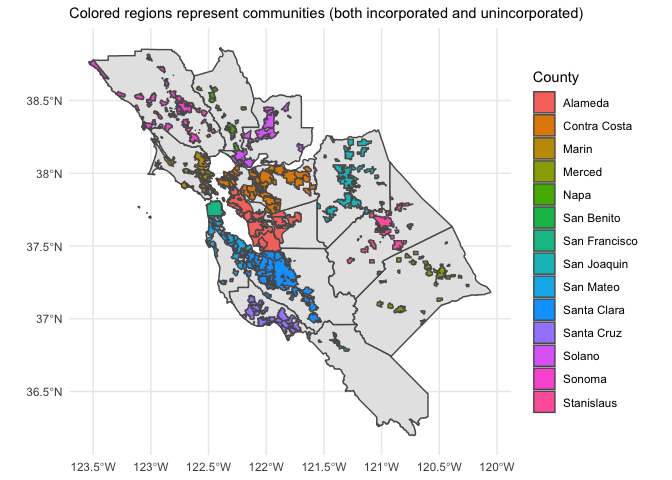 Colored regions represent communities (both incorporated and unincorporated)
38.5°N
38°N
37.5°N
37°N
36.5°N
123.5°W
123°W
122.5°W
122°W
121.5°W
121°W
120.5°W
120°W
County
Alameda
Contra Costa
Marin
Merced
Napa
San Benito
San Francisco
San Joaquin
San Mateo
Santa Clara
Santa Cruz
Solano
Sonoma
Stanislaus